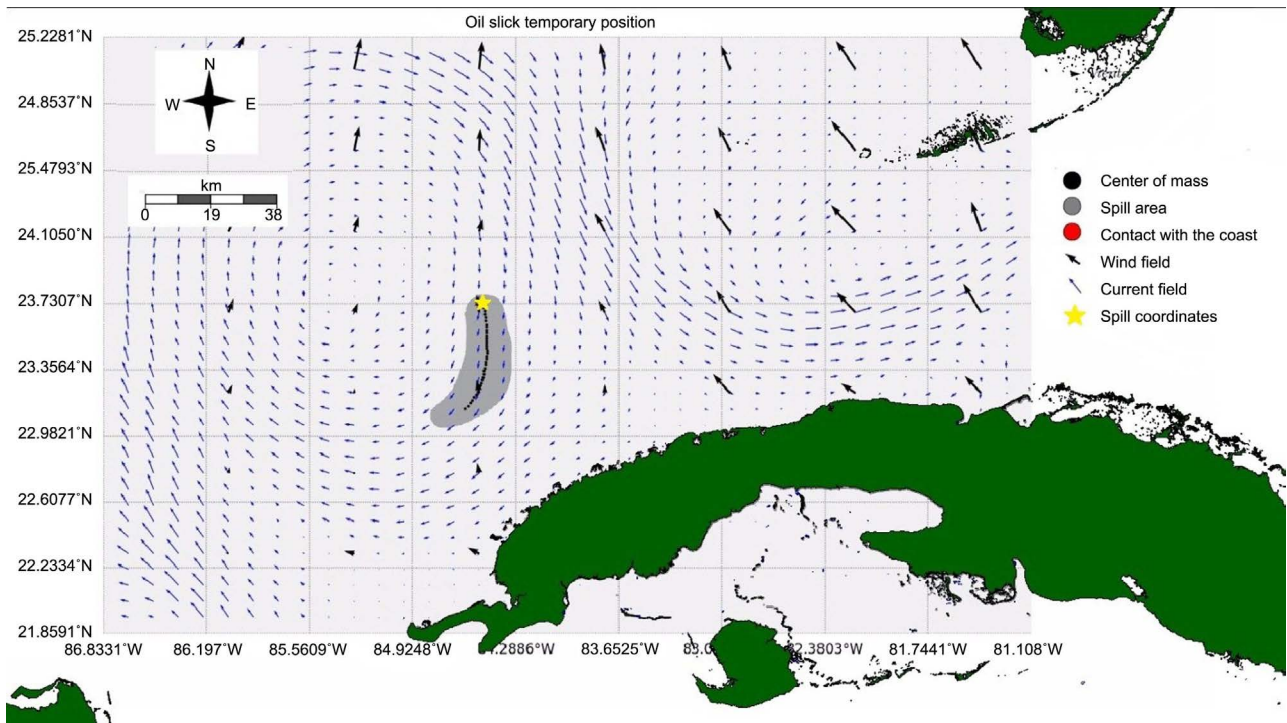 Oil slick temporary position
25.2281°N
24.8537°N
25.4793°N
24.1050°N
23.7307°N
23.3564°N
22.9821°N
22.6077°N
22.2334°N
21.8591°N
N
W E
S
km
0 19 38
Center of mass
Spill area
Contact with the coast
Wind field
Current field
Spill coordinates
86.8331°W 86.197°W 85.5609°W 84.9248°W 2886°W 83.6525°W 3803°W 81.7441°W 81.108°W